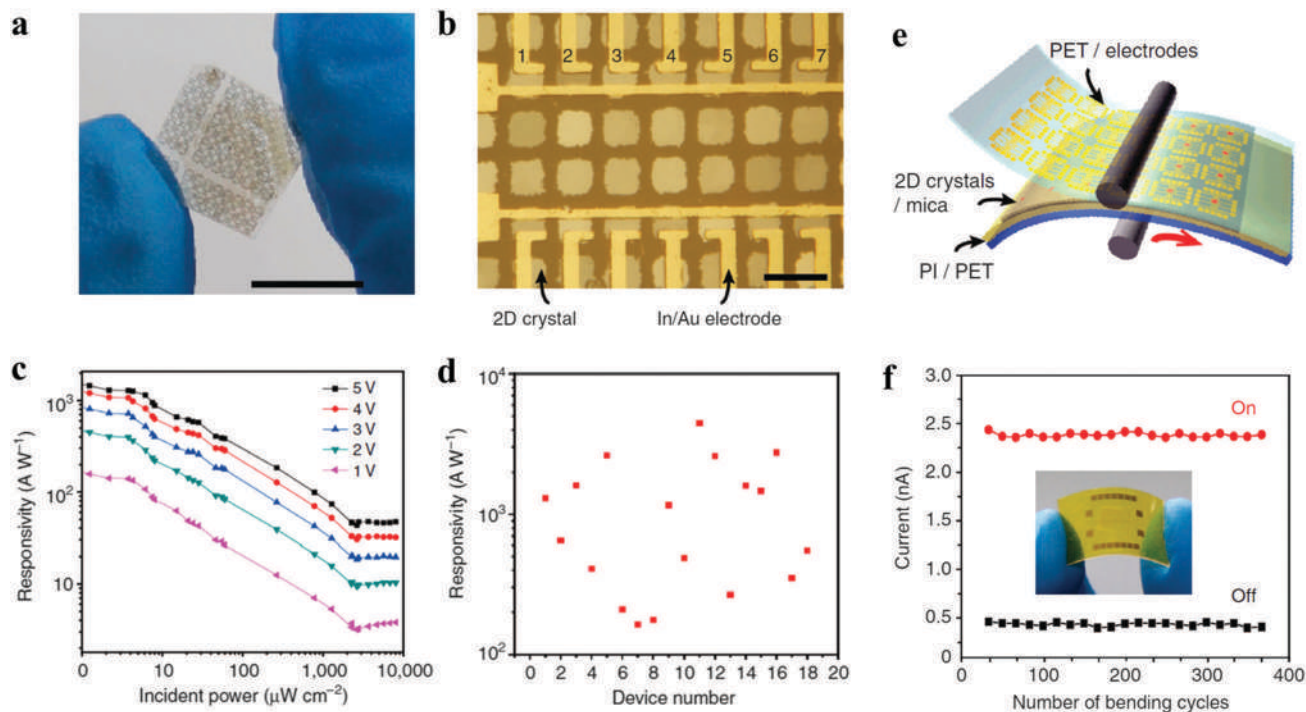 a
b
1 2 3 4 5 6 7
2D crystal
In/Au electrode
e
PET / electrodes
2D crystals
/ mica
PI / PET
c
Responsivity (A W⁻¹)
10³
10²
10
5 V
4 V
3 V
2 V
1 V
0 10 100 1,000 10,000
Incident power (μW cm⁻²)
d
Responsivity (A W⁻¹)
10⁴
10³
10²
0 2 4 6 8 10 12 14 16 18 20
Device number
f
Current (nA)
3.0
2.5
2.0
1.5
1.0
0.5
0
On
Off
0 100 200 300 400
Number of bending cycles